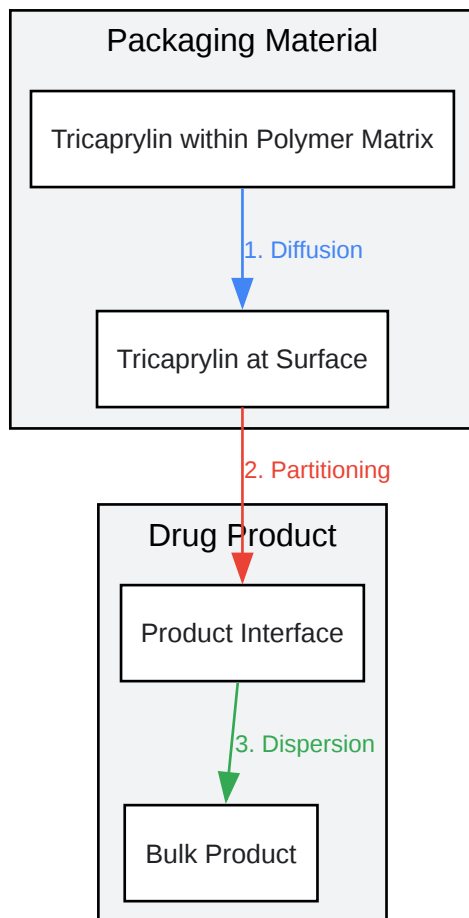 Packaging Material
Tricaprylin within Polymer Matrix
1. Diffusion
Tricaprylin at Surface
2. Partitioning
Drug Product
Product Interface
3. Dispersion
Bulk Product